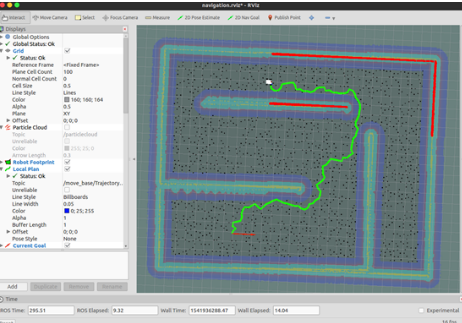 navigation.rviz* - RViz
Interact Move Camera Select Focus Camera Measure 2D Pose Estimate 2D Nav Goal Publish Point
Displays
Global Options
Global Status: Ok
Grid
Status: Ok
Reference Frame <Fixed Frame>
Plane Cell Count 100
Normal Cell Count 0
Cell Size 0.5
Line Style Lines
Color 160; 160; 164
Alpha 0.5
Plane XY
Offset 0; 0; 0
Particle Cloud
Topic /particlecloud
Unreliable
Color 255; 25; 0
Arrow Length 0.3
Robot Footprint
Local Plan
Status: Ok
Topic /move_base/Trajectory...
Unreliable
Line Style Billboards
Line Width 0.05
Color 0; 25; 255
Alpha 1
Buffer Length 1
Offset 0; 0; 0
Pose Style None
Current Goal
Add Duplicate Remove Rename
Time
ROS Time: 295.51 ROS Elapsed: 9.32 Wall Time: 1541936288.47 Wall Elapsed: 14.04 Experimental